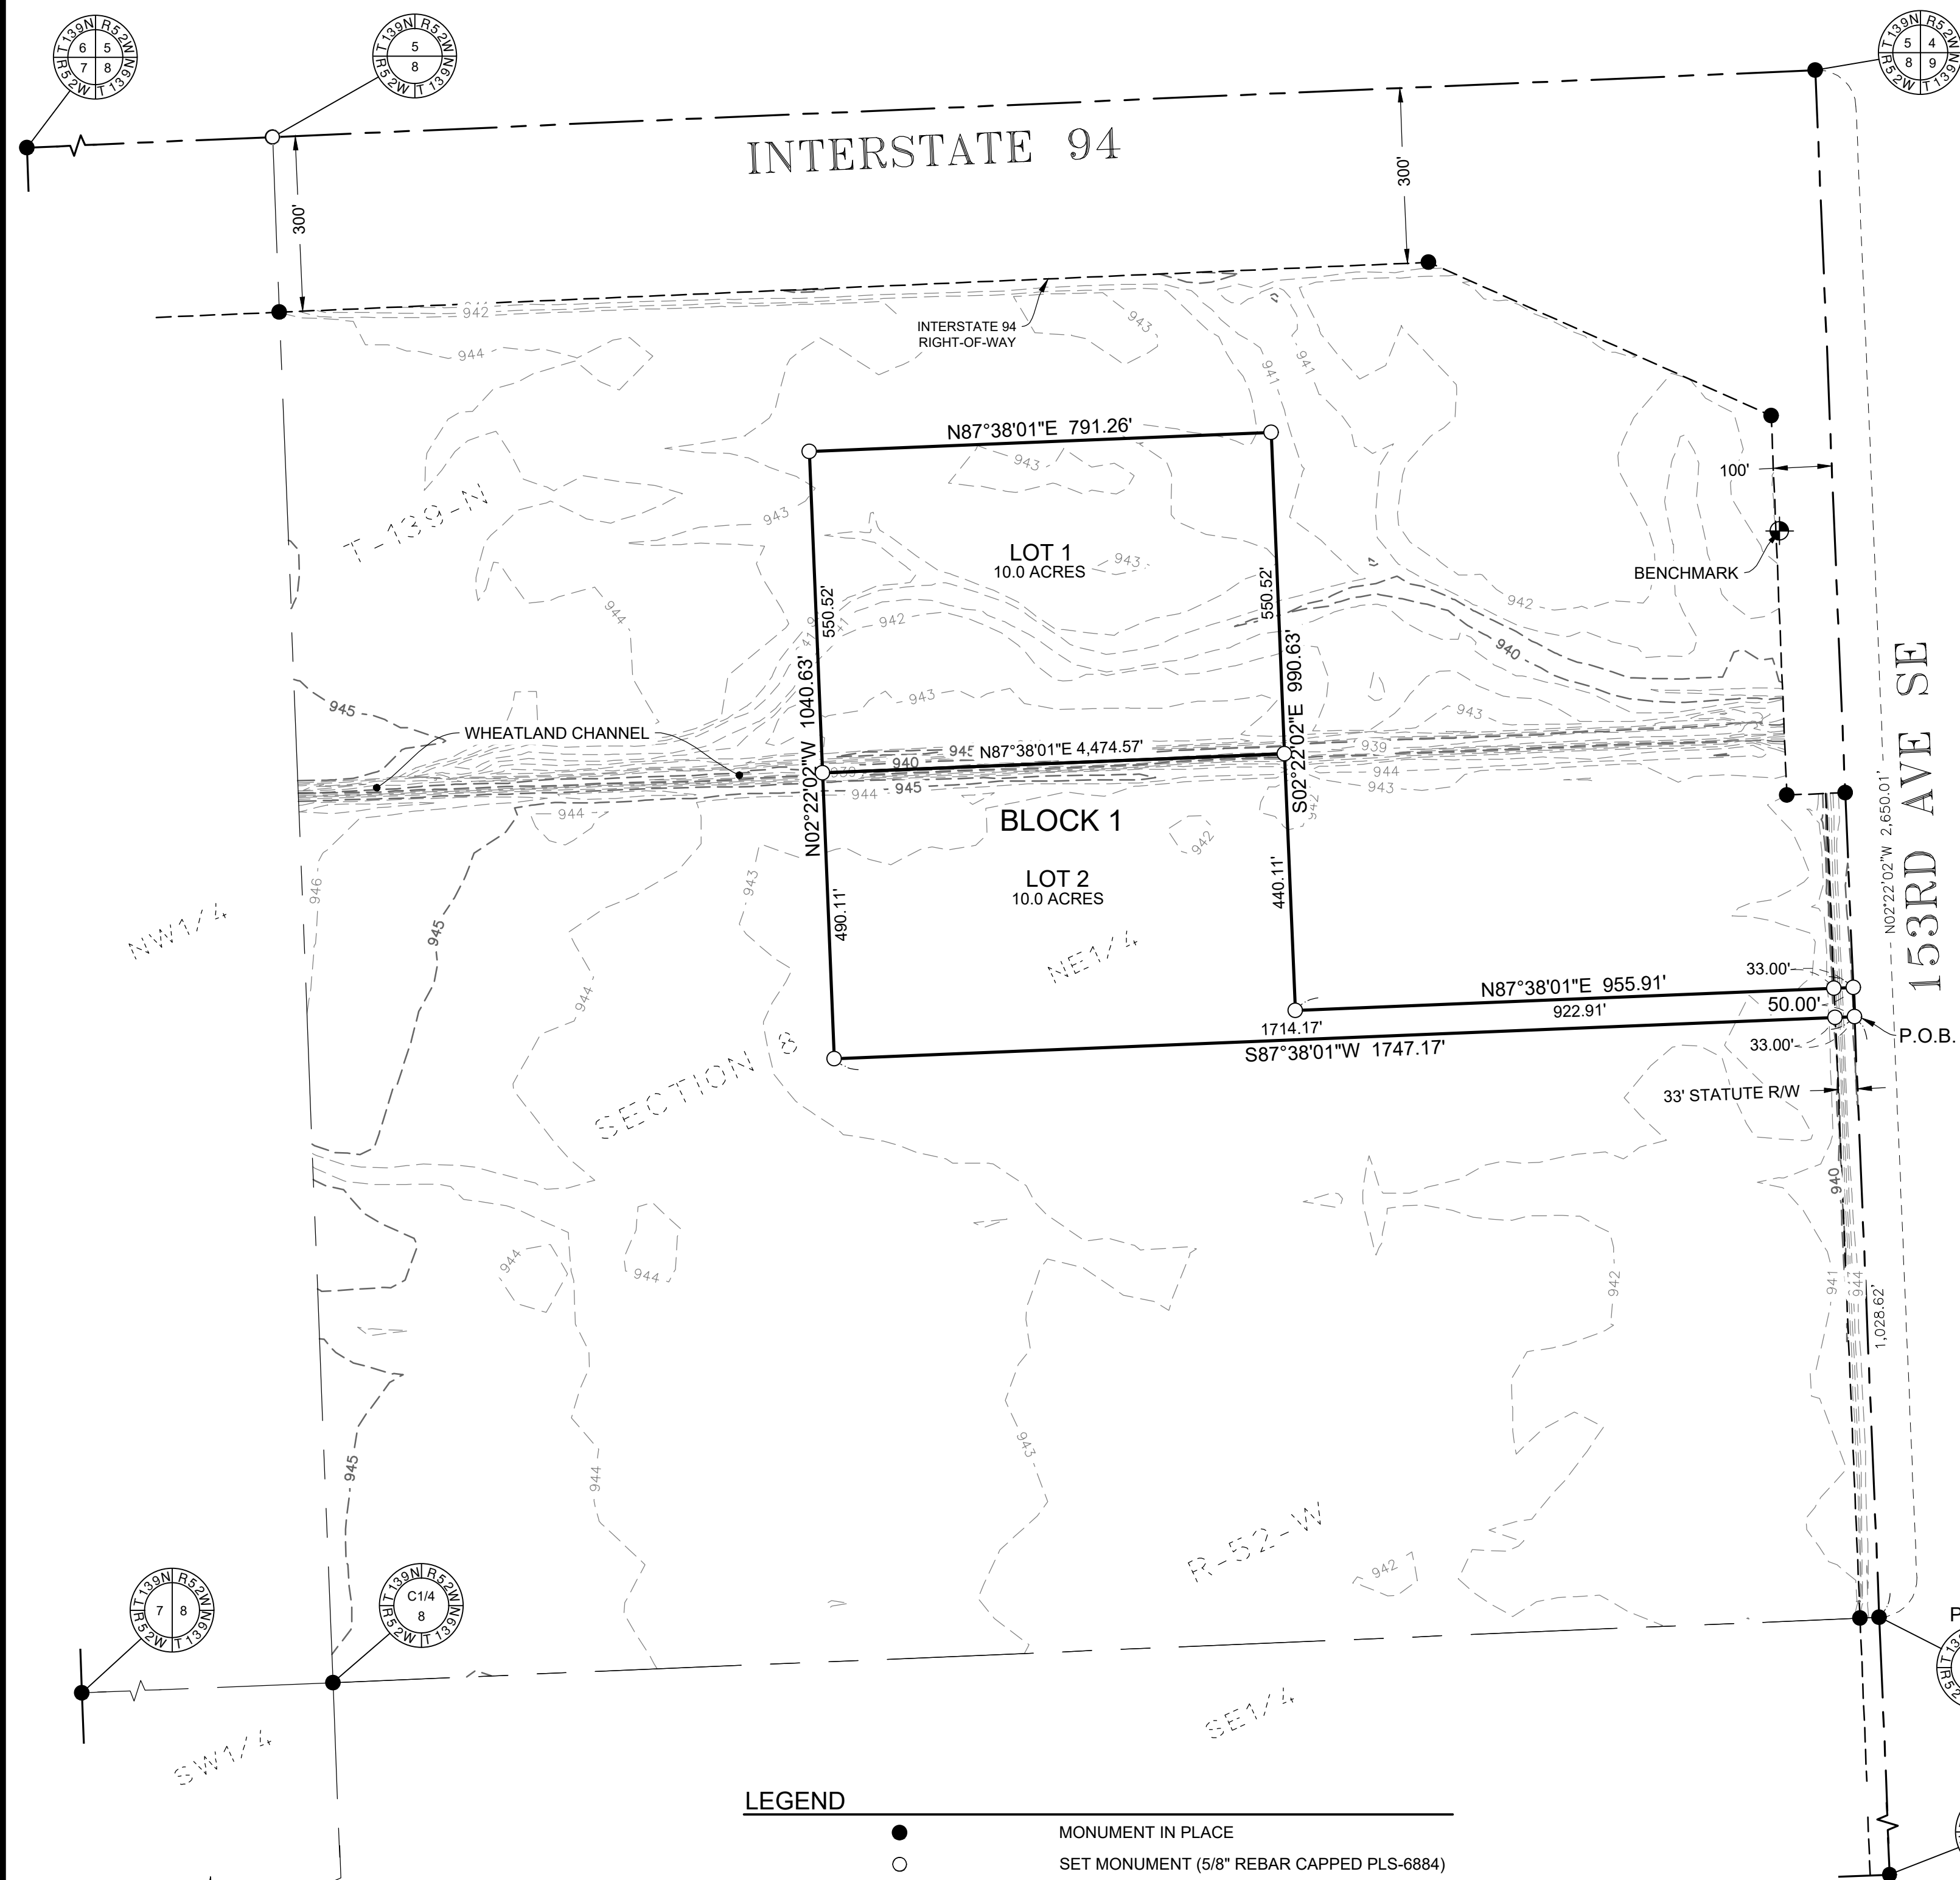 T139N R52W
6 5
7 8
R52W T139N
T139N R52W
5
8
R52W T139N
T139N R52W
5 4
8 9
R52W T139N
INTERSTATE 94
300'
300'
942
944
INTERSTATE 94
RIGHT-OF-WAY
943
941
941
N87°38'01"E 791.26'
100'
T-139-N
943
943
LOT 1
10.0 ACRES
943
BENCHMARK
944
550.52'
942
550.52'
942
940
945
943
943
WHEATLAND CHANNEL
N02°22'02"W 1040.63'
S02°22'02"E 990.63'
945
N87°38'01"E 4,474.57'
940
939
939
944
945
944
943
944
BLOCK 1
942
942
153RD AVE SE
N02°22'02"W 2,650.01'
LOT 2
10.0 ACRES
946
943
490.11'
440.11'
NW1/4
945
NE1/4
944
33.00'
N87°38'01"E 955.91'
922.91'
50.00'
1714.17'
S87°38'01"W 1747.17'
33.00'
P.O.B.
SECTION 8
33' STATUTE R/W
940
944
944
942
941
944
1,028.62'
945
944
943
R-52-W
942
T139N R52W
7 8
R52W T139N
T139N R52W
C1/4
8
R52W T139N
SW1/4
SE1/4
LEGEND
MONUMENT IN PLACE
SET MONUMENT (5/8" REBAR CAPPED PLS-6884)